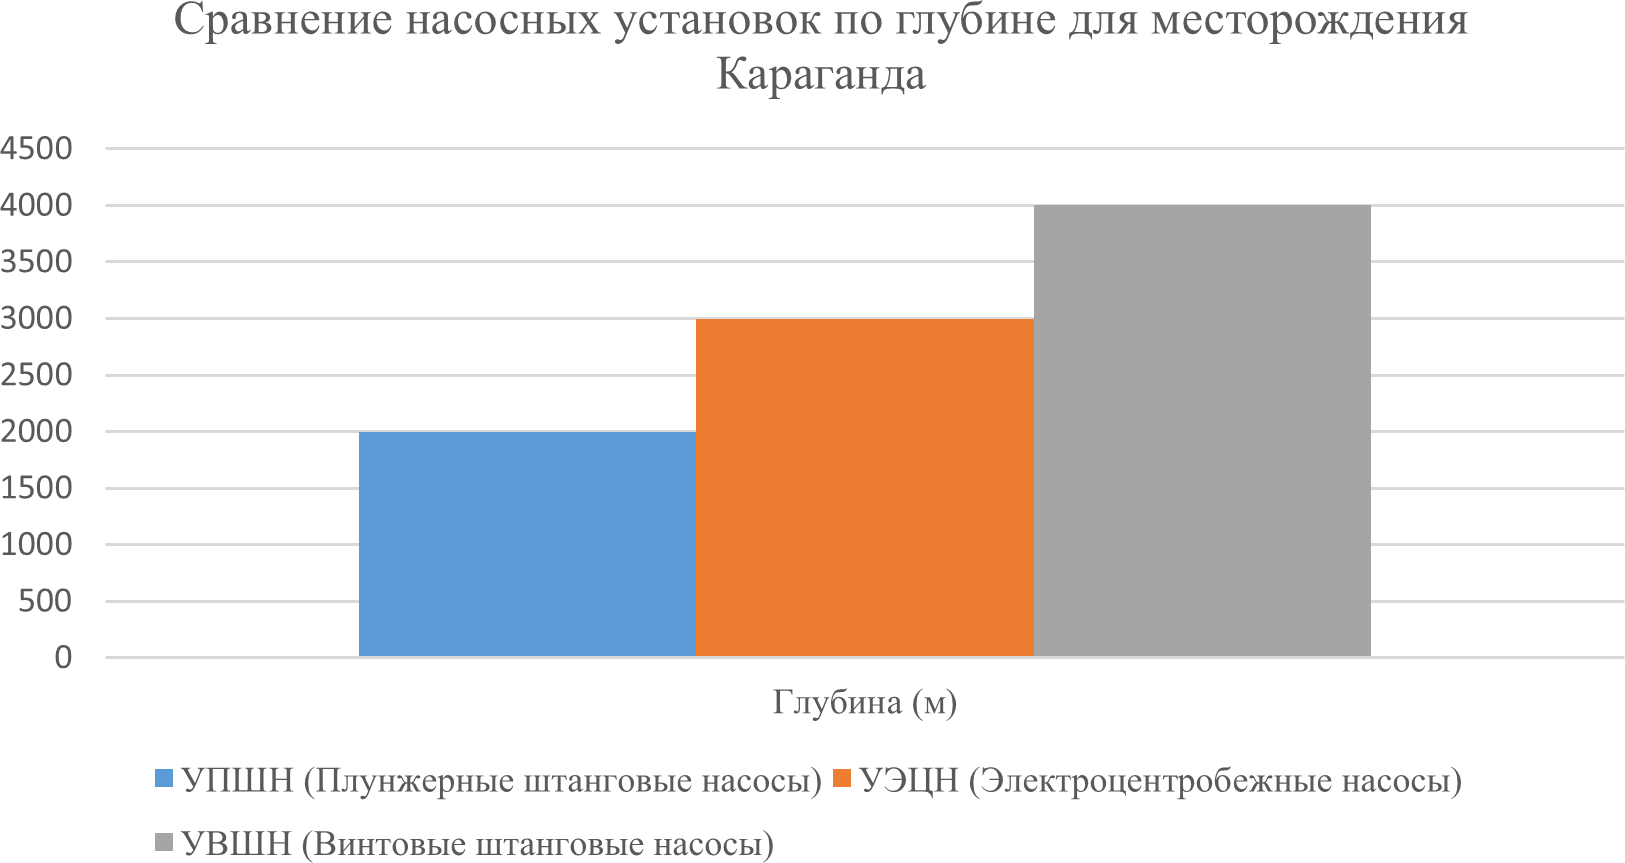 Сравнение насосных установок по глубине для месторождения
Караганда
4500
4000
3500
3000
2500
2000
1500
1000
500
0
Глубина (м)
УПШН (Плунжерные штанговые насосы) УЭЦН (Электроцентробежные насосы)
УВШН (Винтовые штанговые насосы)